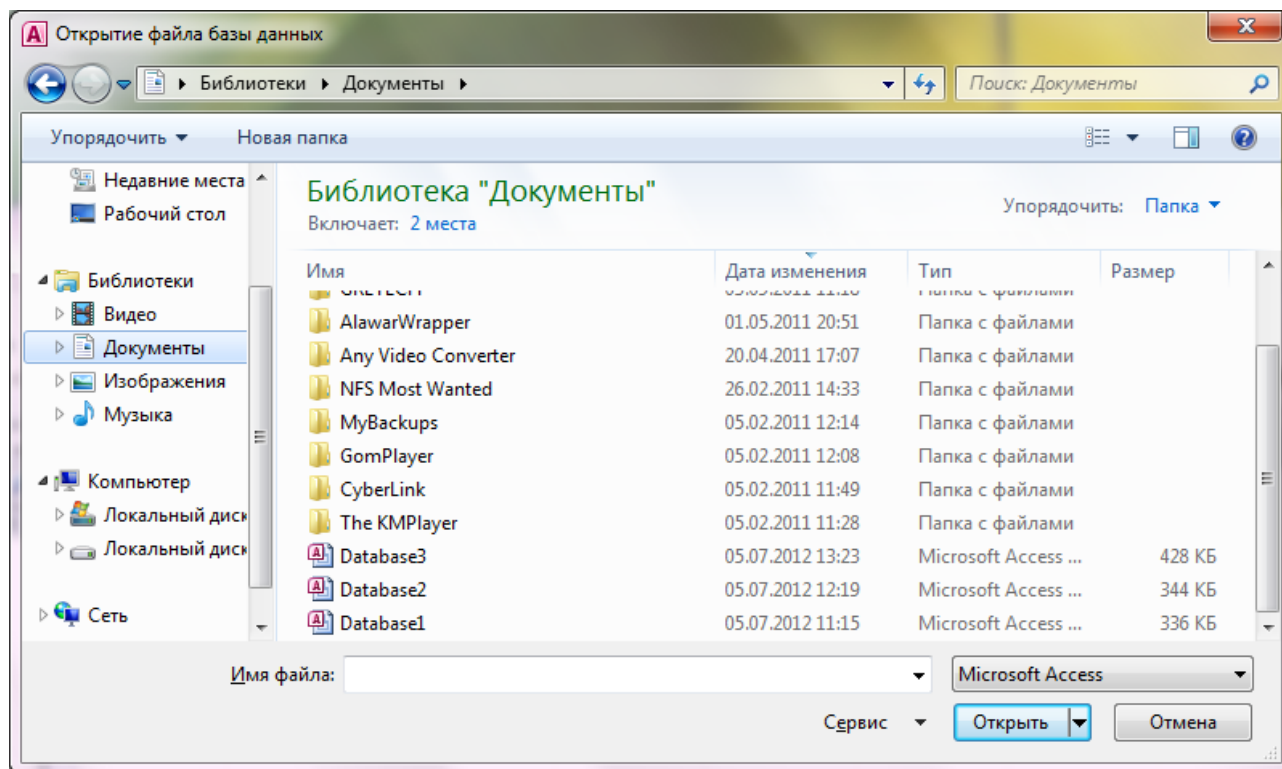 Открытие файла базы данных
Библиотеки Документы
Поиск: Документы
Упорядочить Новая папка
Недавние места
Рабочий стол
Библиотеки
Видео
Документы
Изображения
Музыка
Компьютер
Локальный диск
Локальный диск
Сеть
Библиотека "Документы"
Включает: 2 места
Упорядочить: Папка
Имя Дата изменения Тип Размер
AlawarWrapper 01.05.2011 20:51 Папка с файлами
Any Video Converter 20.04.2011 17:07 Папка с файлами
NFS Most Wanted 26.02.2011 14:33 Папка с файлами
MyBackups 05.02.2011 12:14 Папка с файлами
GomPlayer 05.02.2011 12:08 Папка с файлами
CyberLink 05.02.2011 11:49 Папка с файлами
The KMPlayer 05.02.2011 11:28 Папка с файлами
Database3 05.07.2012 13:23 Microsoft Access ... 428 КБ
Database2 05.07.2012 12:19 Microsoft Access ... 344 КБ
Database1 05.07.2012 11:15 Microsoft Access ... 336 КБ
Имя файла:
Microsoft Access
Сервис Открыть Отмена